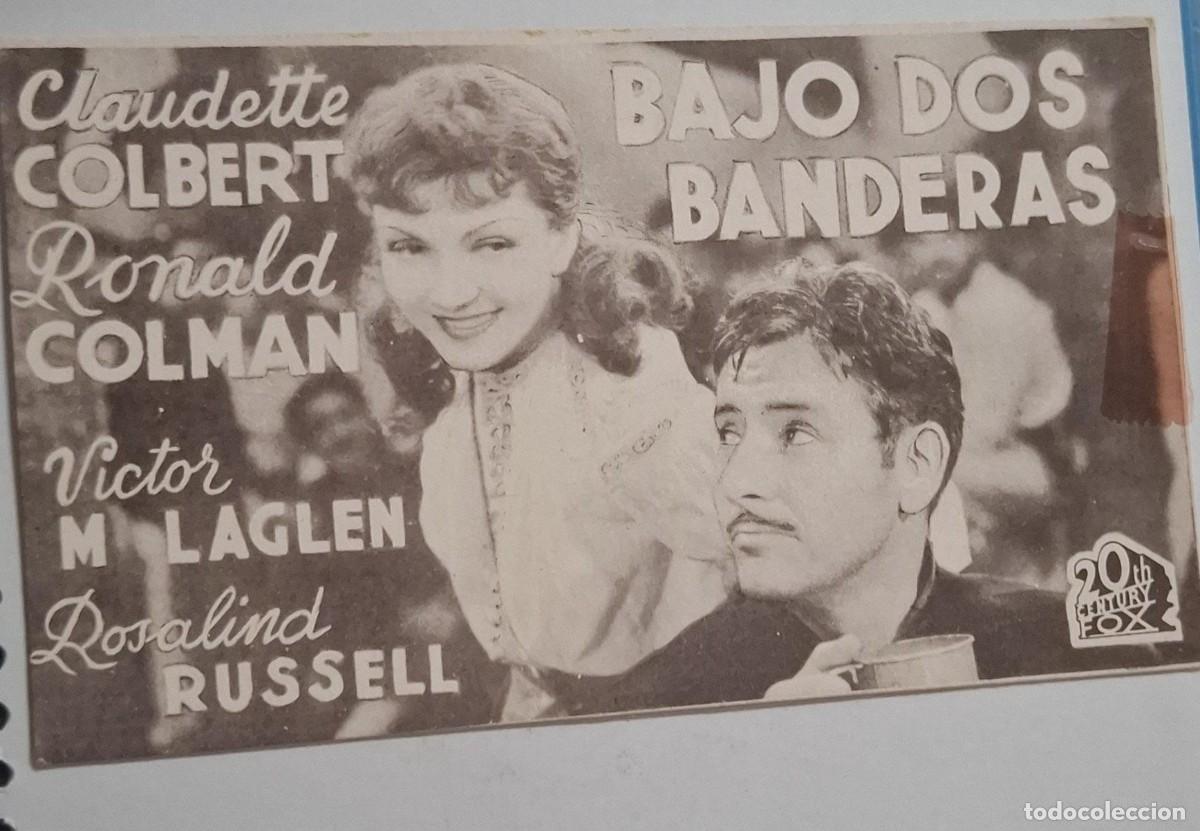 Claudette
COLBERT
Ronald
COLMAN
Victor
M LAGLEN
Rosalind
RUSSELL
BAJO DOS
BANDERAS
20th
CENTURY
FOX
todocoleccion